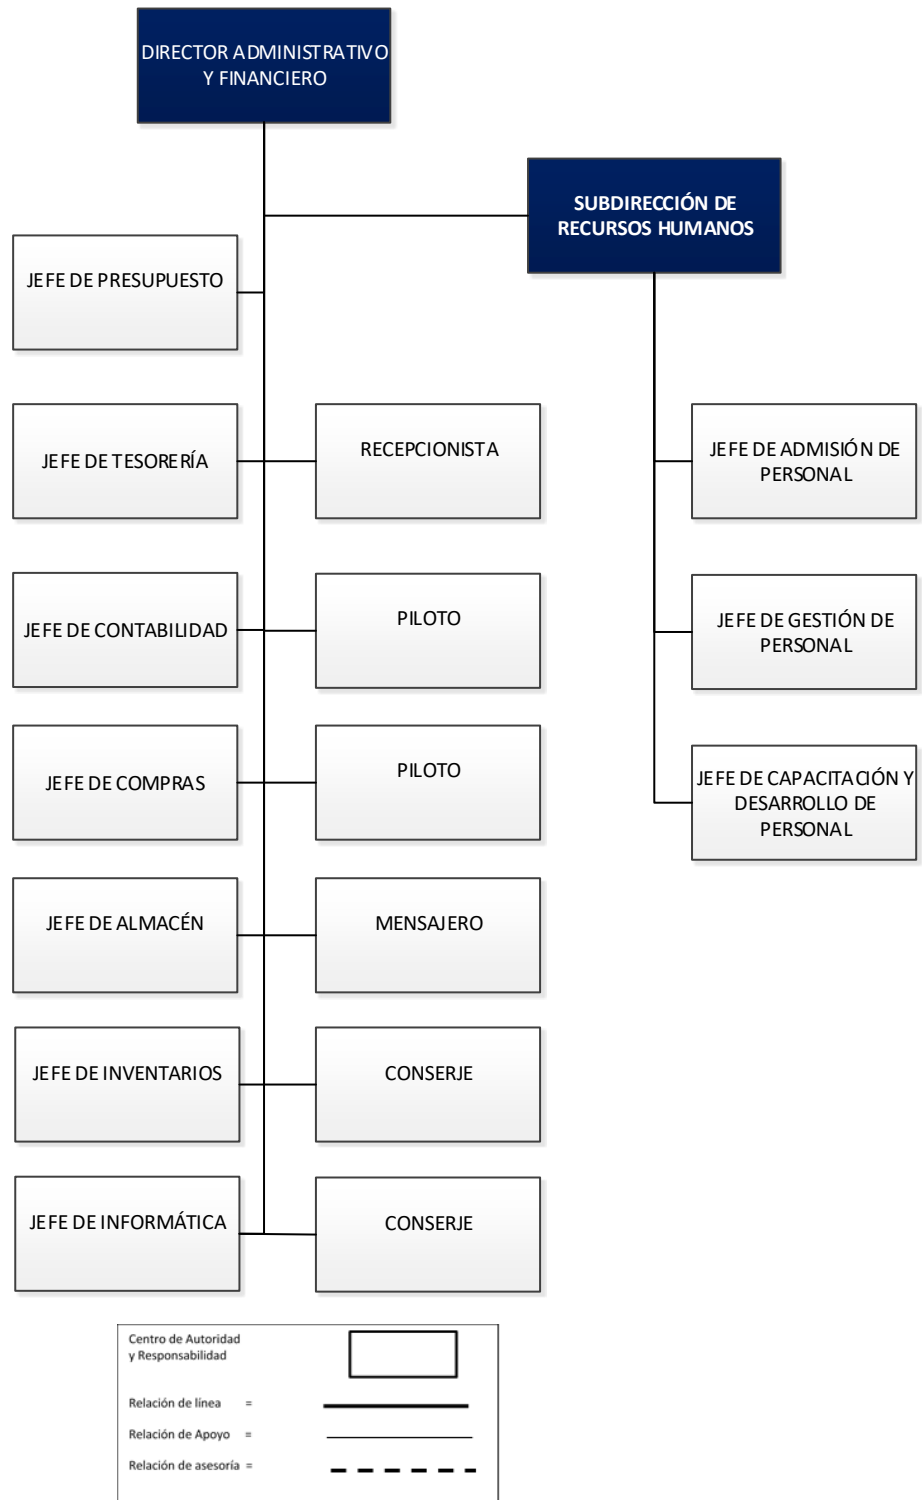 DIRECTOR ADMINISTRATIVO
Y FINANCIERO
SUBDIRECCIÓN DE
RECURSOS HUMANOS
JEFE DE PRESUPUESTO
JEFE DE TESORERÍA
RECEPCIONISTA
JEFE DE ADMISIÓN DE
PERSONAL
JEFE DE CONTABILIDAD
PILOTO
JEFE DE GESTIÓN DE
PERSONAL
JEFE DE COMPRAS
PILOTO
JEFE DE CAPACITACIÓN Y
DESARROLLO DE
PERSONAL
JEFE DE ALMACÉN
MENSAJERO
JEFE DE INVENTARIOS
CONSERJE
JEFE DE INFORMÁTICA
CONSERJE
Centro de Autoridad
y Responsabilidad
Relación de línea =
Relación de Apoyo =
Relación de asesoría =